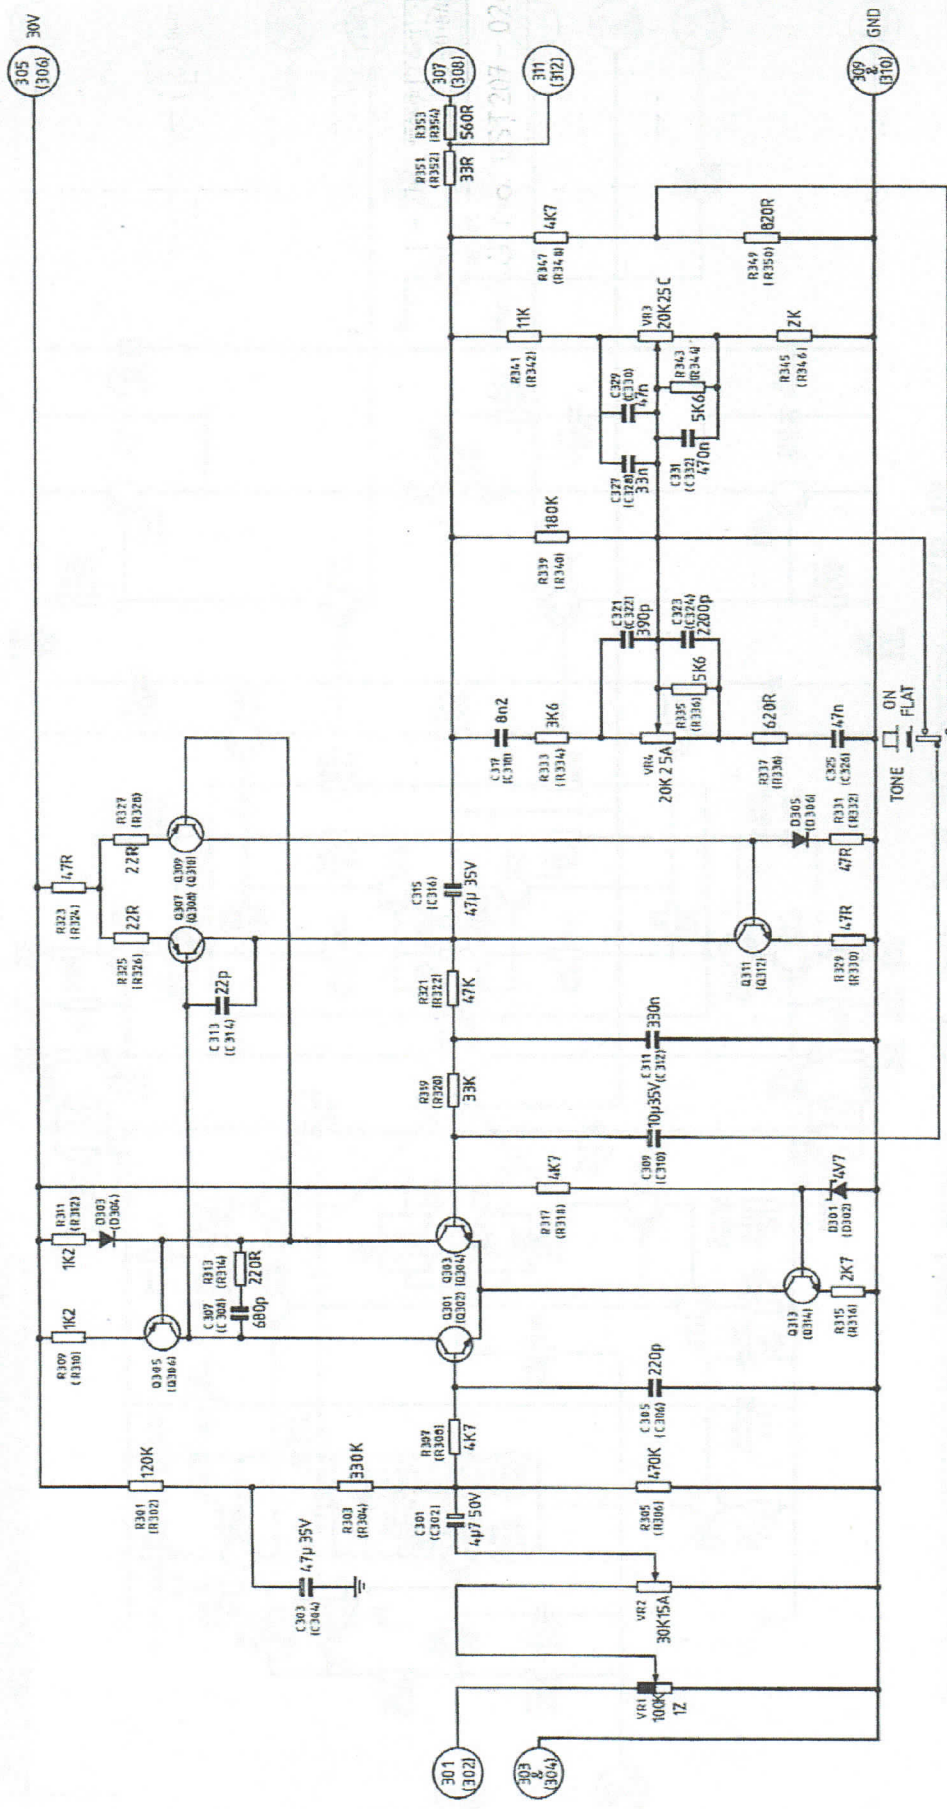 305
(306)
30V
307
(308)
311
(312)
309
&
(310)
GND
R353
(R354)
560R
R351
(R352)
33R
R347
(R348)
4K7
R349
(R350)
820R
R341
(R342)
11K
VR3
20K25C
C329
(C330)
47n
R343
(R344)
5K6
C327
(C328)
33n
C331
(C332)
470n
R345
(R346)
2K
R339
(R340)
180K
C321
(C322)
390p
C323
(C324)
2200p
R335
(R336)
5K6
C317
(C318)
8n2
R333
(R334)
3K6
VR4
20K 25A
R337
(R338)
620R
C325
(C326)
47n
TONE
ON
FLAT
R323
(R324)
47R
R327
(R328)
22R
R325
(R326)
22R
Q309
(Q310)
Q307
(Q308)
C313
(C314)
22p
C315
(C316)
47µ 35V
D305
(D306)
R331
(R332)
47R
Q311
(Q312)
R329
(R330)
47R
R321
(R322)
47K
R319
(R320)
33K
C311
(C312)
330n
C309
(C310)
10µ35V
R311
(R312)
1K2
D303
(D304)
R309
(R310)
1K2
Q305
(Q306)
R313
(R314)
220R
C307
(C308)
680p
Q303
(Q304)
Q301
(Q302)
R317
(R318)
4K7
D301
(D302)
4V7
Q313
(Q314)
R315
(R316)
2K7
C305
(C306)
220p
R307
(R308)
4K7
R301
(R302)
120K
R303
(R304)
330K
C303
(C304)
47µ 35V
C301
(C302)
4µ7 50V
R305
(R306)
470K
VR2
30K15A
VR1
100K
1Z
301
(302)
303
&
(304)